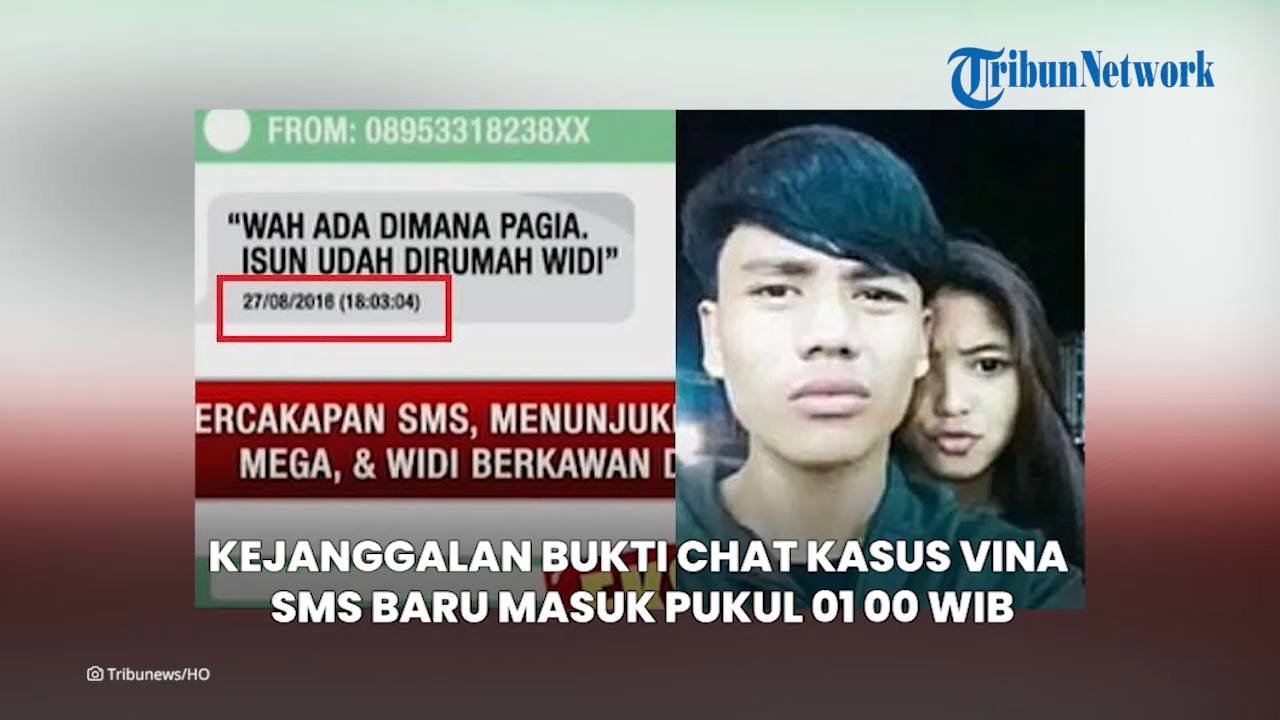 TribunNetwork
FROM: 08953318238XX
“WAH ADA DIMANA PAGIA.
ISUN UDAH DIRUMAH WIDI”
27/08/2016 (18:03:04)
ERCAKAPAN SMS, MENUNJUK
MEGA, & WIDI BERKAWAN D
KEJANGGALAN BUKTI CHAT KASUS VINA
SMS BARU MASUK PUKUL 01 00 WIB
Tribunews/HO